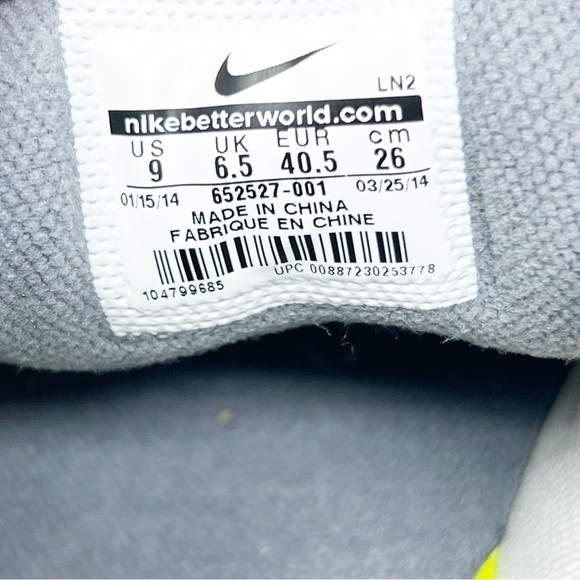 LN2
nikebetterworld.com
US UK EUR cm
9 6.5 40.5 26
01/15/14 652527-001 03/25/14
MADE IN CHINA
FABRIQUE EN CHINE
UPC 00887230253778
104799685